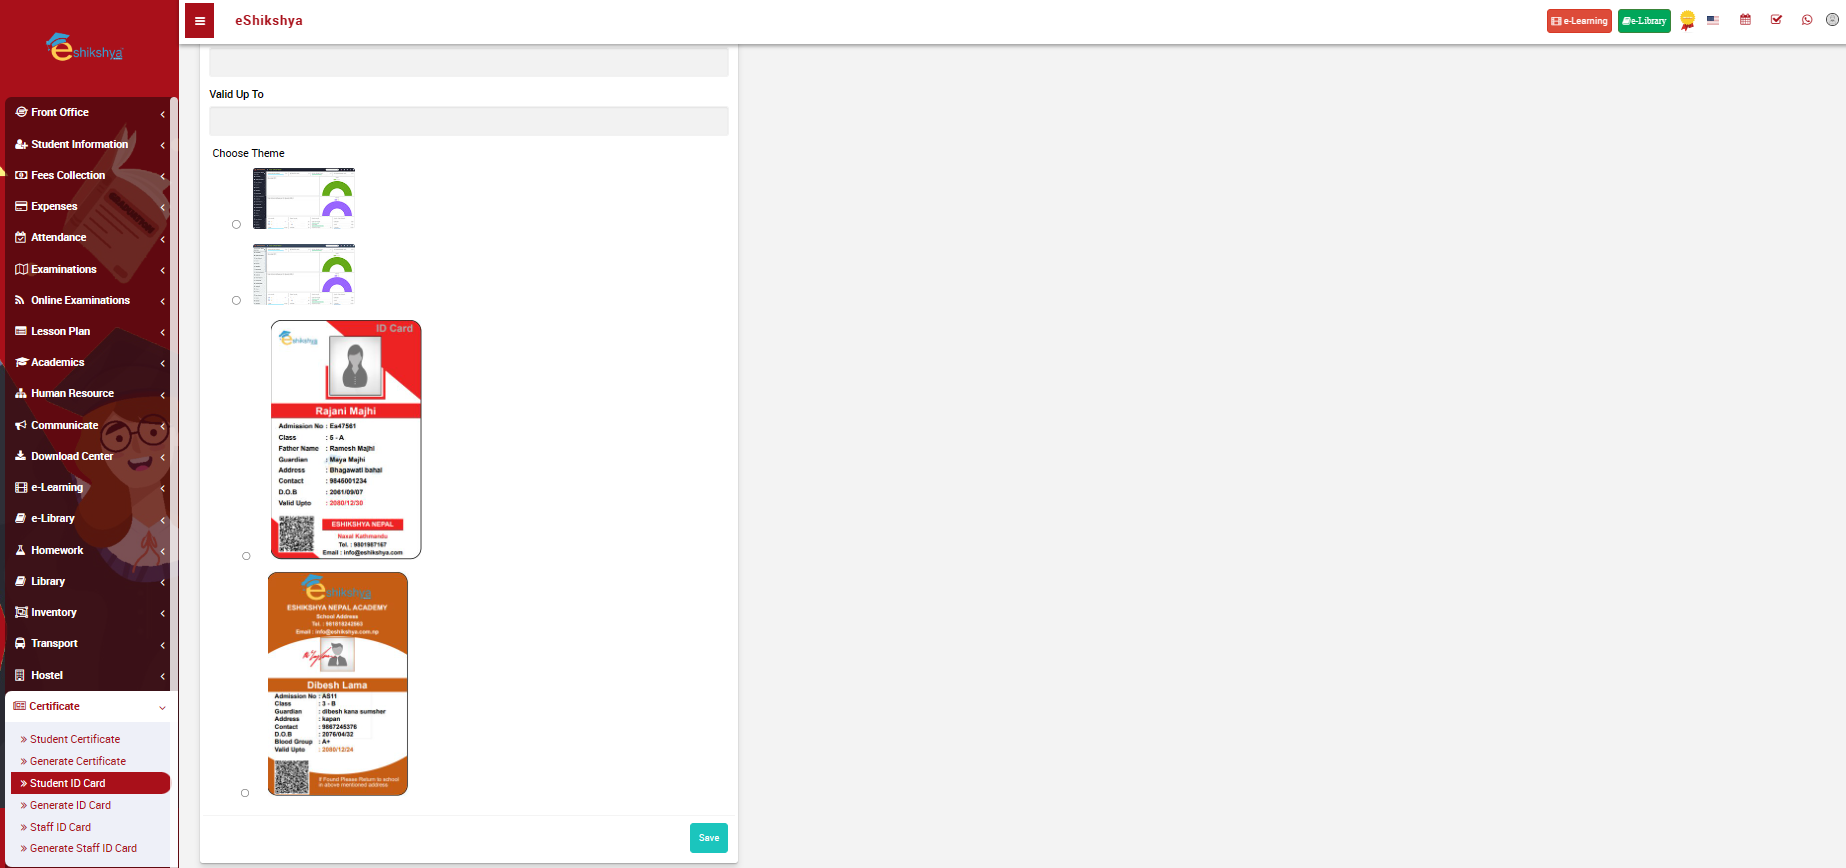 eshikshya
eShikshya
e-Learning
e-Library
Front Office
Student Information
Fees Collection
Expenses
Attendance
Examinations
Online Examinations
Lesson Plan
Academics
Human Resource
Communicate
Download Center
e-Learning
e-Library
Homework
Library
Inventory
Transport
Hostel
Certificate
Student Certificate
Generate Certificate
Student ID Card
Generate ID Card
Staff ID Card
Generate Staff ID Card
Valid Up To
Choose Theme
ID Card
eshikshya
Rajani Majhi
Admission No : Es47561
Class : 5 - A
Father Name : Ramesh Majhi
Guardian : Maya Majhi
Address : Bhagawati bahal
Contact : 9845001234
D.O.B : 2061/09/07
Valid Upto : 2080/12/30
ESHIKSHYA NEPAL
Naxal Kathmandu
Tel. : 9801987167
Email : info@eshikshya.com
eshikshya
ESHIKSHYA NEPAL ACADEMY
School Address
Tel. : 981818242663
Email : info@eshikshya.com.np
Dibesh Lama
Admission No : AS11
Class : 3 - B
Guardian : dibesh kana sumsher
Address : kapan
Contact : 9867245376
D.O.B : 2076/04/32
Blood Group : A+
Valid Upto : 2080/12/24
If Found Please Return to school
in above mentioned address
Save